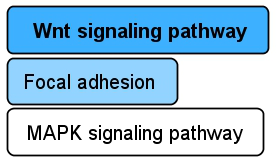 Wnt signaling pathway
Focal adhesion
MAPK signaling pathway